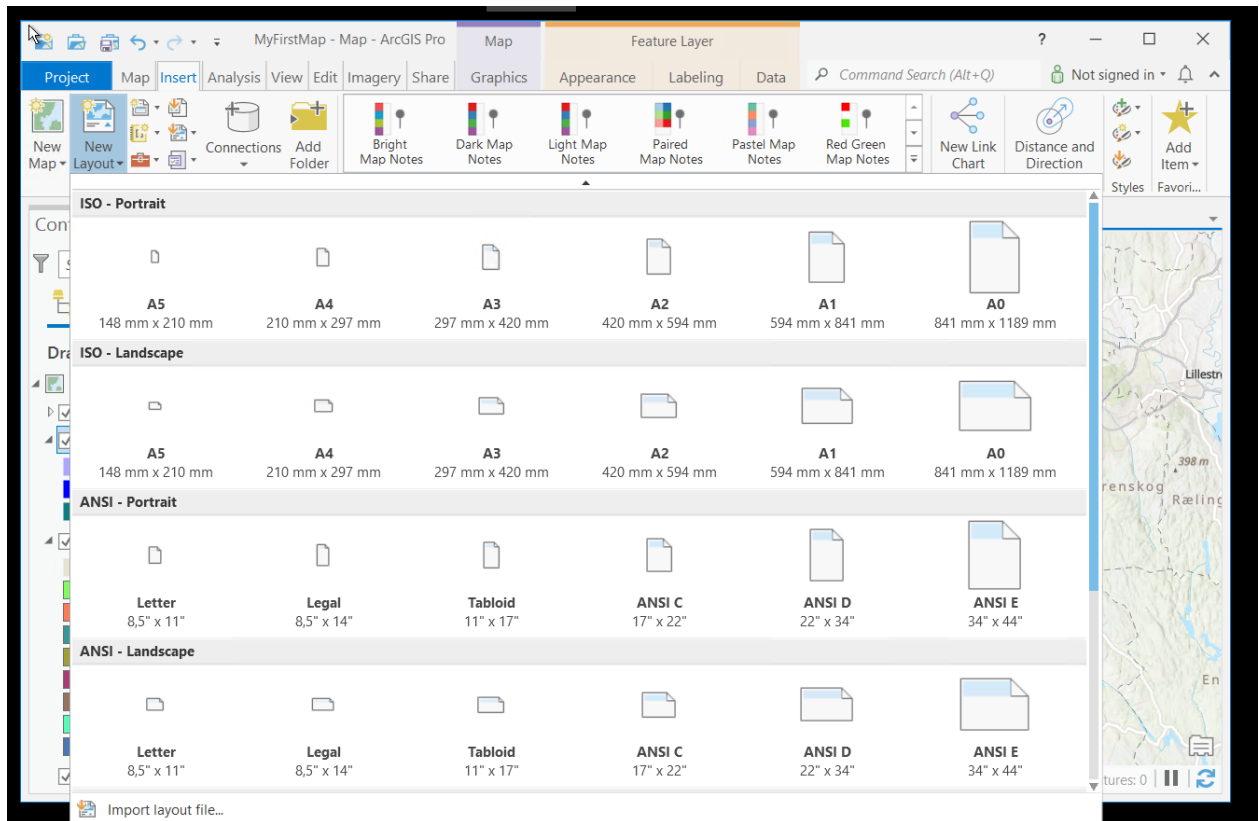 MyFirstMap - Map - ArcGIS Pro
Map
Feature Layer
?
Project
Map
Insert
Analysis
View
Edit
Imagery
Share
Graphics
Appearance
Labeling
Data
Command Search (Alt+Q)
Not signed in
New
Map
New
Layout
Connections
Add
Folder
Bright
Map Notes
Dark Map
Notes
Light Map
Notes
Paired
Map Notes
Pastel Map
Notes
Red Green
Map Notes
New Link
Chart
Distance and
Direction
Add
Item
Styles
Favori...
Con
ISO - Portrait
A5
A4
A3
A2
A1
A0
148 mm x 210 mm
210 mm x 297 mm
297 mm x 420 mm
420 mm x 594 mm
594 mm x 841 mm
841 mm x 1189 mm
Dra
ISO - Landscape
Lillestrø
A5
A4
A3
A2
A1
A0
148 mm x 210 mm
210 mm x 297 mm
297 mm x 420 mm
420 mm x 594 mm
594 mm x 841 mm
841 mm x 1189 mm
398 m
renskog
Ræling
ANSI - Portrait
Letter
Legal
Tabloid
ANSI C
ANSI D
ANSI E
8,5" x 11"
8,5" x 14"
11" x 17"
17" x 22"
22" x 34"
34" x 44"
ANSI - Landscape
En
Letter
Legal
Tabloid
ANSI C
ANSI D
ANSI E
8,5" x 11"
8,5" x 14"
11" x 17"
17" x 22"
22" x 34"
34" x 44"
tures: 0
Import layout file...